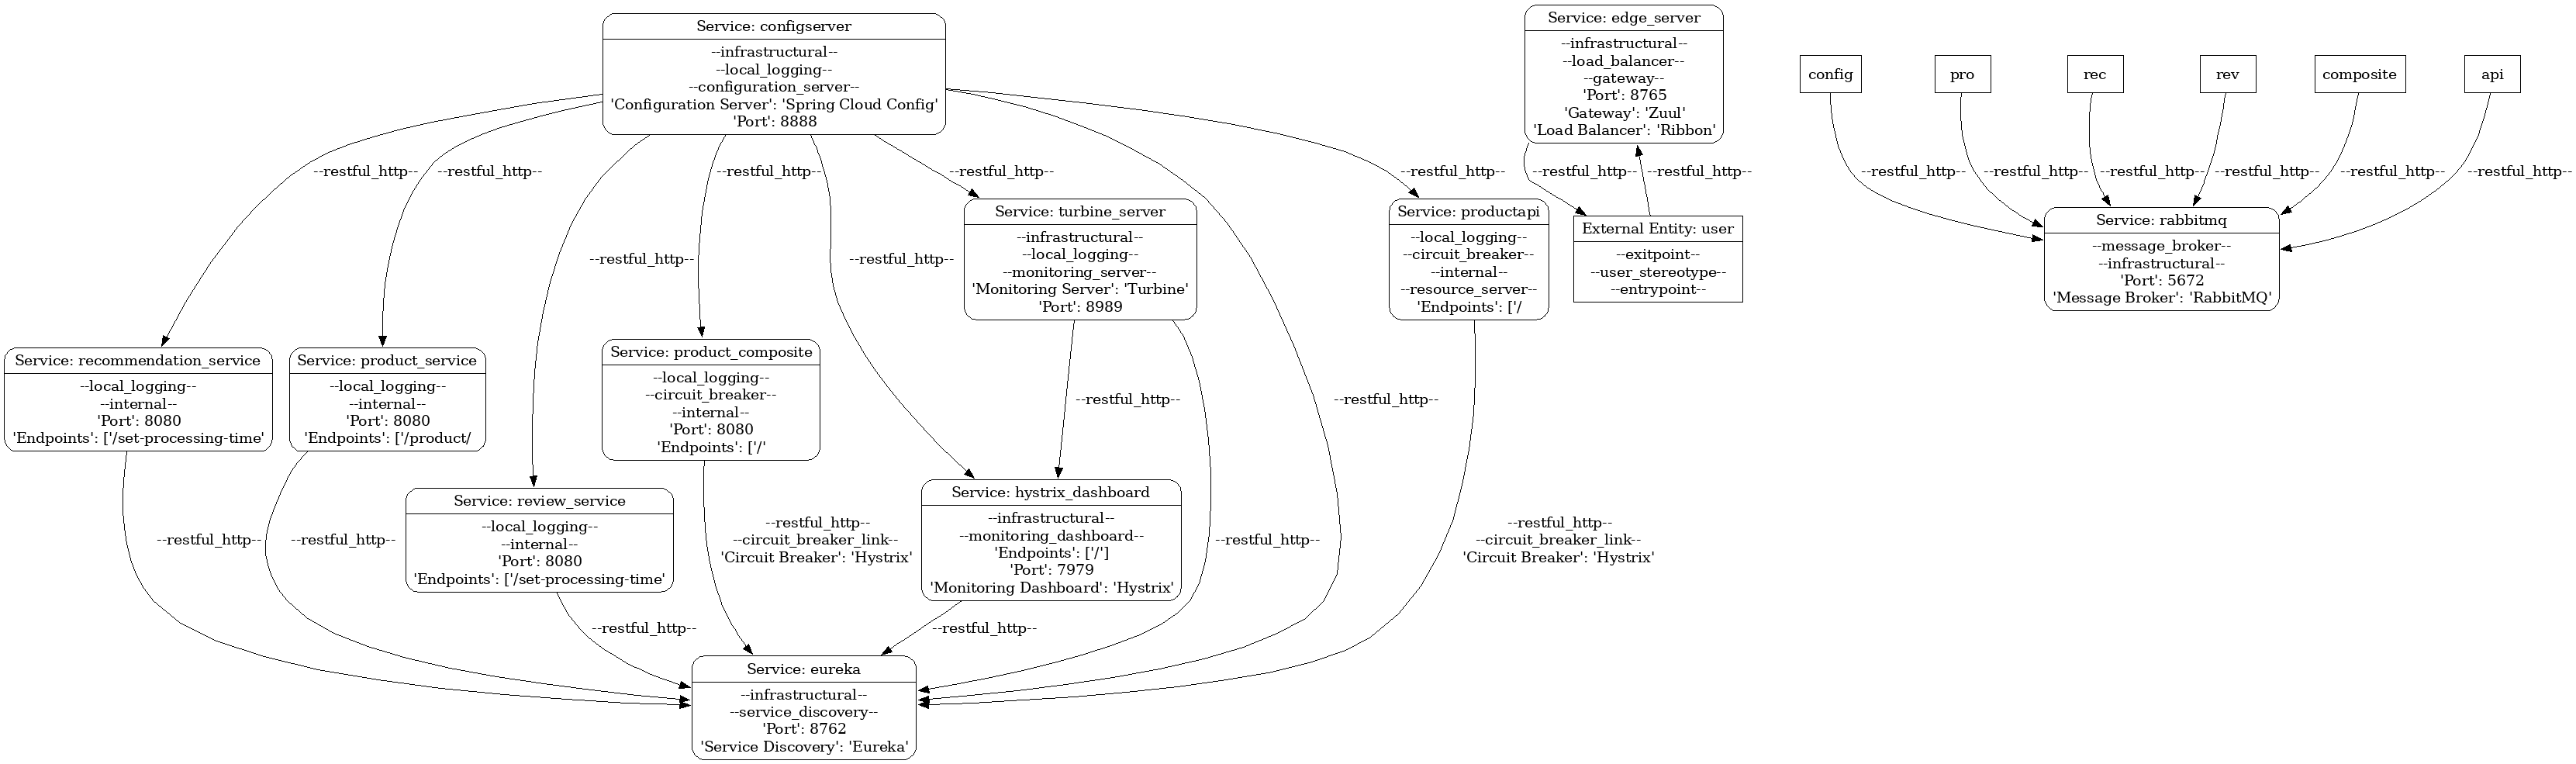 Service: configserver
--infrastructural--
--local_logging--
--configuration_server--
'Configuration Server': 'Spring Cloud Config'
'Port': 8888
Service: edge_server
--infrastructural--
--load_balancer--
--gateway--
'Port': 8765
'Gateway': 'Zuul'
'Load Balancer': 'Ribbon'
config
pro
rec
rev
composite
api
--restful_http--
--restful_http--
--restful_http--
--restful_http--
--restful_http--
--restful_http--
--restful_http--
--restful_http--
--restful_http--
--restful_http--
--restful_http--
--restful_http--
--restful_http--
Service: turbine_server
--infrastructural--
--local_logging--
--monitoring_server--
'Monitoring Server': 'Turbine'
'Port': 8989
Service: productapi
--local_logging--
--circuit_breaker--
--internal--
--resource_server--
'Endpoints': ['/
External Entity: user
--exitpoint--
--user_stereotype--
--entrypoint--
Service: rabbitmq
--message_broker--
--infrastructural--
'Port': 5672
'Message Broker': 'RabbitMQ'
--restful_http--
--restful_http--
Service: recommendation_service
--local_logging--
--internal--
'Port': 8080
'Endpoints': ['/set-processing-time'
Service: product_service
--local_logging--
--internal--
'Port': 8080
'Endpoints': ['/product/
Service: product_composite
--local_logging--
--circuit_breaker--
--internal--
'Port': 8080
'Endpoints': ['/'
--restful_http--
--restful_http--
Service: review_service
--local_logging--
--internal--
'Port': 8080
'Endpoints': ['/set-processing-time'
Service: hystrix_dashboard
--infrastructural--
--monitoring_dashboard--
'Endpoints': ['/']
'Port': 7979
'Monitoring Dashboard': 'Hystrix'
--restful_http--
--restful_http--
--restful_http--
--circuit_breaker_link--
'Circuit Breaker': 'Hystrix'
--restful_http--
--restful_http--
--circuit_breaker_link--
'Circuit Breaker': 'Hystrix'
--restful_http--
--restful_http--
Service: eureka
--infrastructural--
--service_discovery--
'Port': 8762
'Service Discovery': 'Eureka'